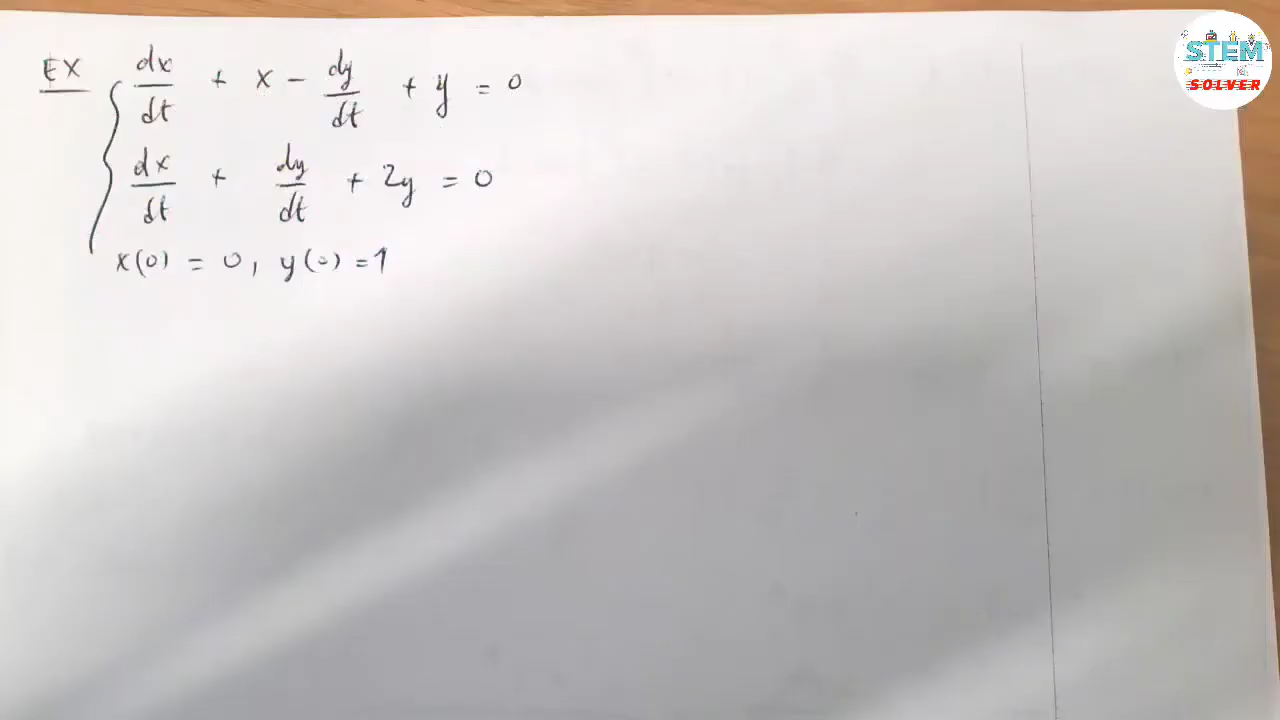 EX dx/dt + x - dy/dt + y = 0
dx/dt + dy/dt + 2y = 0
x(0) = 0, y(0) = 1
STEM
SOLVER